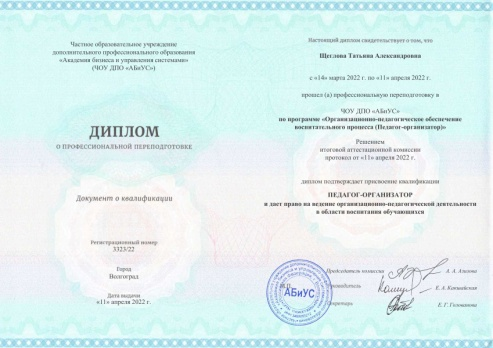 Частное образовательное учреждение
дополнительного профессионального образования
«Академия бизнеса и управления системами»
(ЧОУ ДПО «АБиУС»)
ДИПЛОМ
О ПРОФЕССИОНАЛЬНОЙ ПЕРЕПОДГОТОВКЕ
Документ о квалификации
Регистрационный номер
3323/22
Город
Волгоград
Дата выдачи
«11» апреля 2022 г.
Настоящий диплом свидетельствует о том, что
Щеглова Татьяна Александровна
с «14» марта 2022 г. по «11» апреля 2022 г.
прошел (а) профессиональную переподготовку в
ЧОУ ДПО «АБиУС»
по программе «Организационно-педагогическое обеспечение
воспитательного процесса (Педагог-организатор)»
Решением
итоговой аттестационной комиссии
протокол от «11» апреля 2022 г.
диплом подтверждает присвоение квалификации
ПЕДАГОГ-ОРГАНИЗАТОР
и дает право на ведение организационно-педагогической деятельности
в области воспитания обучающихся
Председатель комиссии А. А.
М.П. Руководитель Е. А.
Секретарь Е. Г.
АБиУС